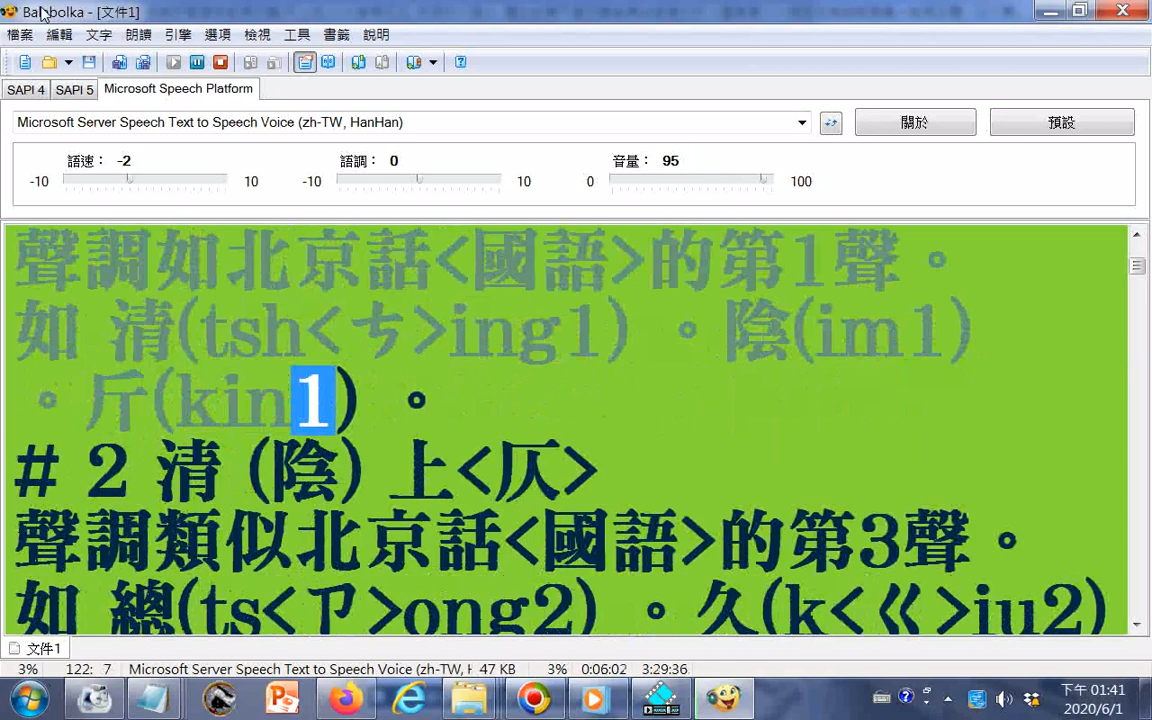 Balabolka - [文件1]
檔案 編輯 文字 朗讀 引擎 選項 檢視 工具 書籤 說明
SAPI 4 SAPI 5 Microsoft Speech Platform
Microsoft Server Speech Text to Speech Voice (zh-TW, HanHan) 關於 預設
語速： -2 語調： 0 音量： 95
-10 10 -10 10 0 100
聲調如北京話<國語>的第1聲。
如 清(tsh<ㄘ>ing1) 。陰(im1)
。斤(kin1) 。
# 2 清 (陰) 上<仄>
聲調類似北京話<國語>的第3聲。
如 總(ts<ㄗ>ong2) 。久(k<ㄍ>iu2)
文件1
3% 122: 7 Microsoft Server Speech Text to Speech Voice (zh-TW, H 47 KB 3% 0:06:02 3:29:36
下午 01:41
2020/6/1